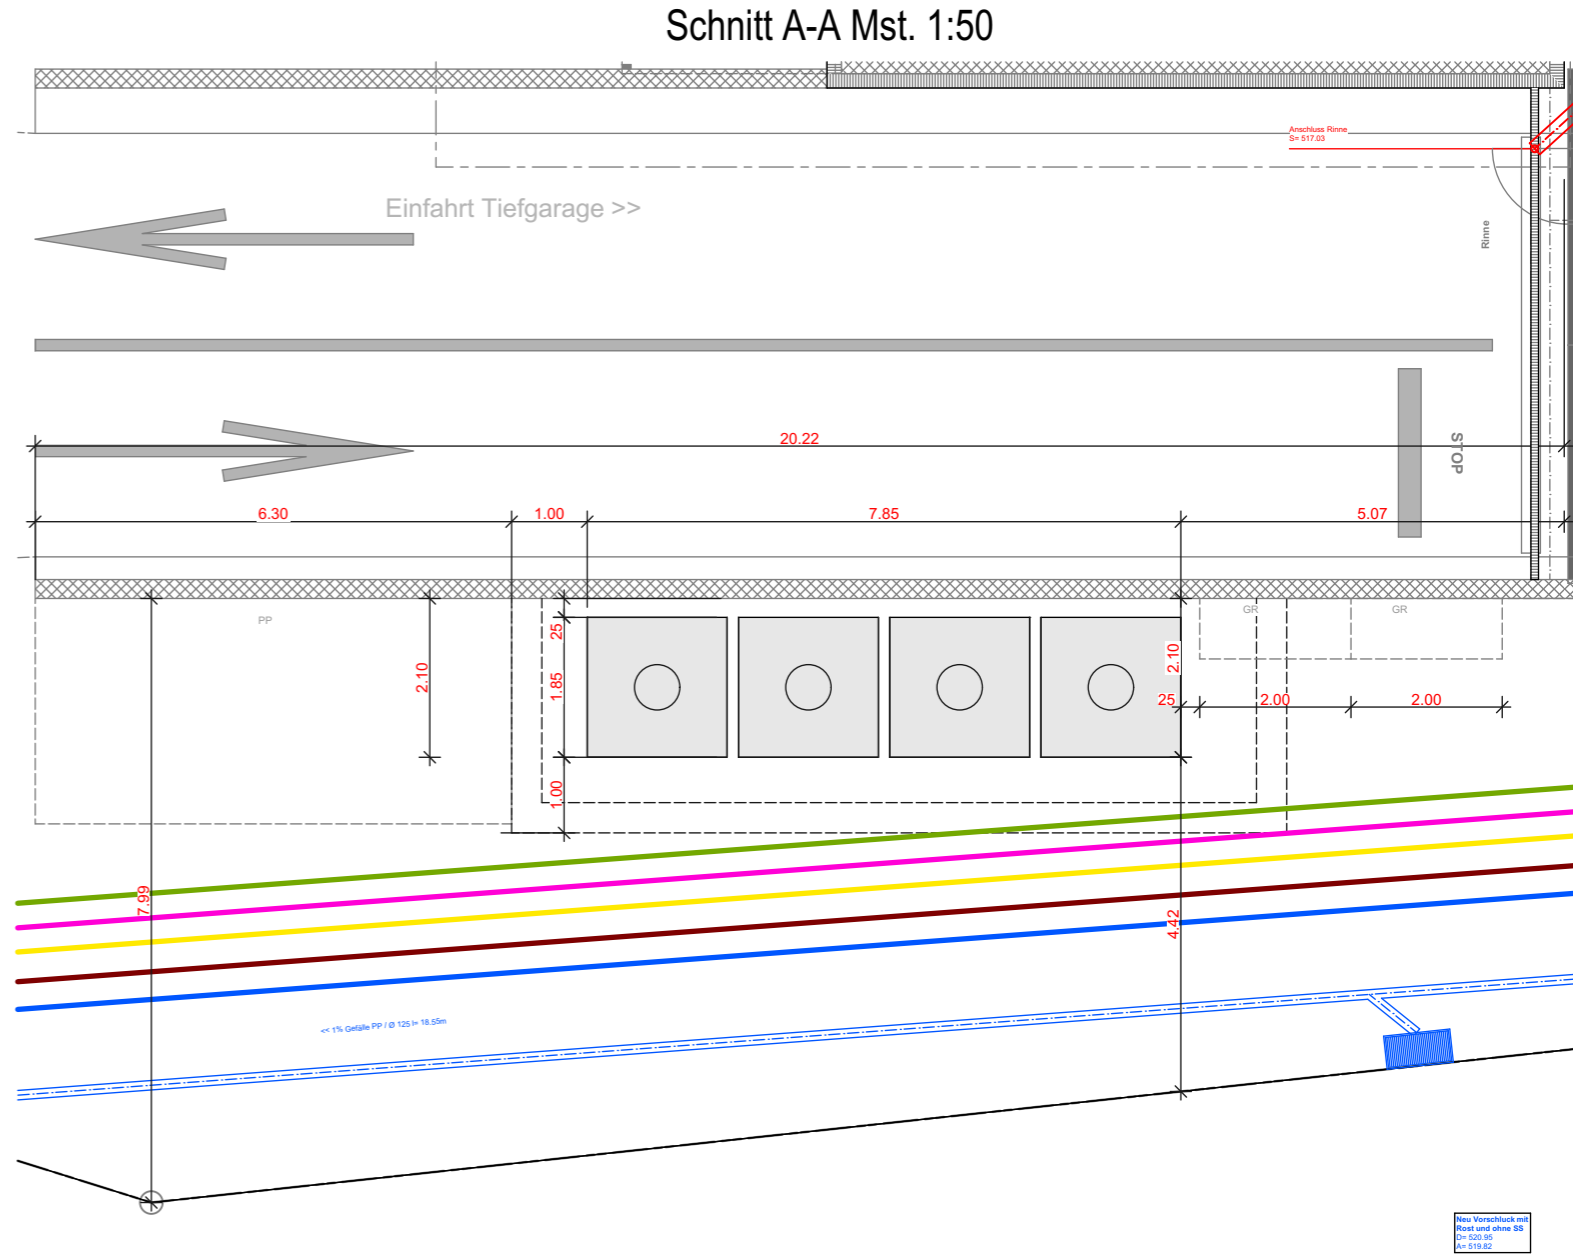 Schnitt A-A Mst. 1:50
Anschluss Rinne
S= 517.03
Einfahrt Tiefgarage >>
Rinne
STOP
20.22
6.30
1.00
7.85
5.07
PP
GR
GR
25
2.10
1.85
2.10
25
2.00
2.00
1.00
7.99
4.42
<< 1% Gefälle PP / Ø 125 l= 18.55m
Neu Vorschluck mit
Rost und ohne SS
D= 520.95
A= 519.82